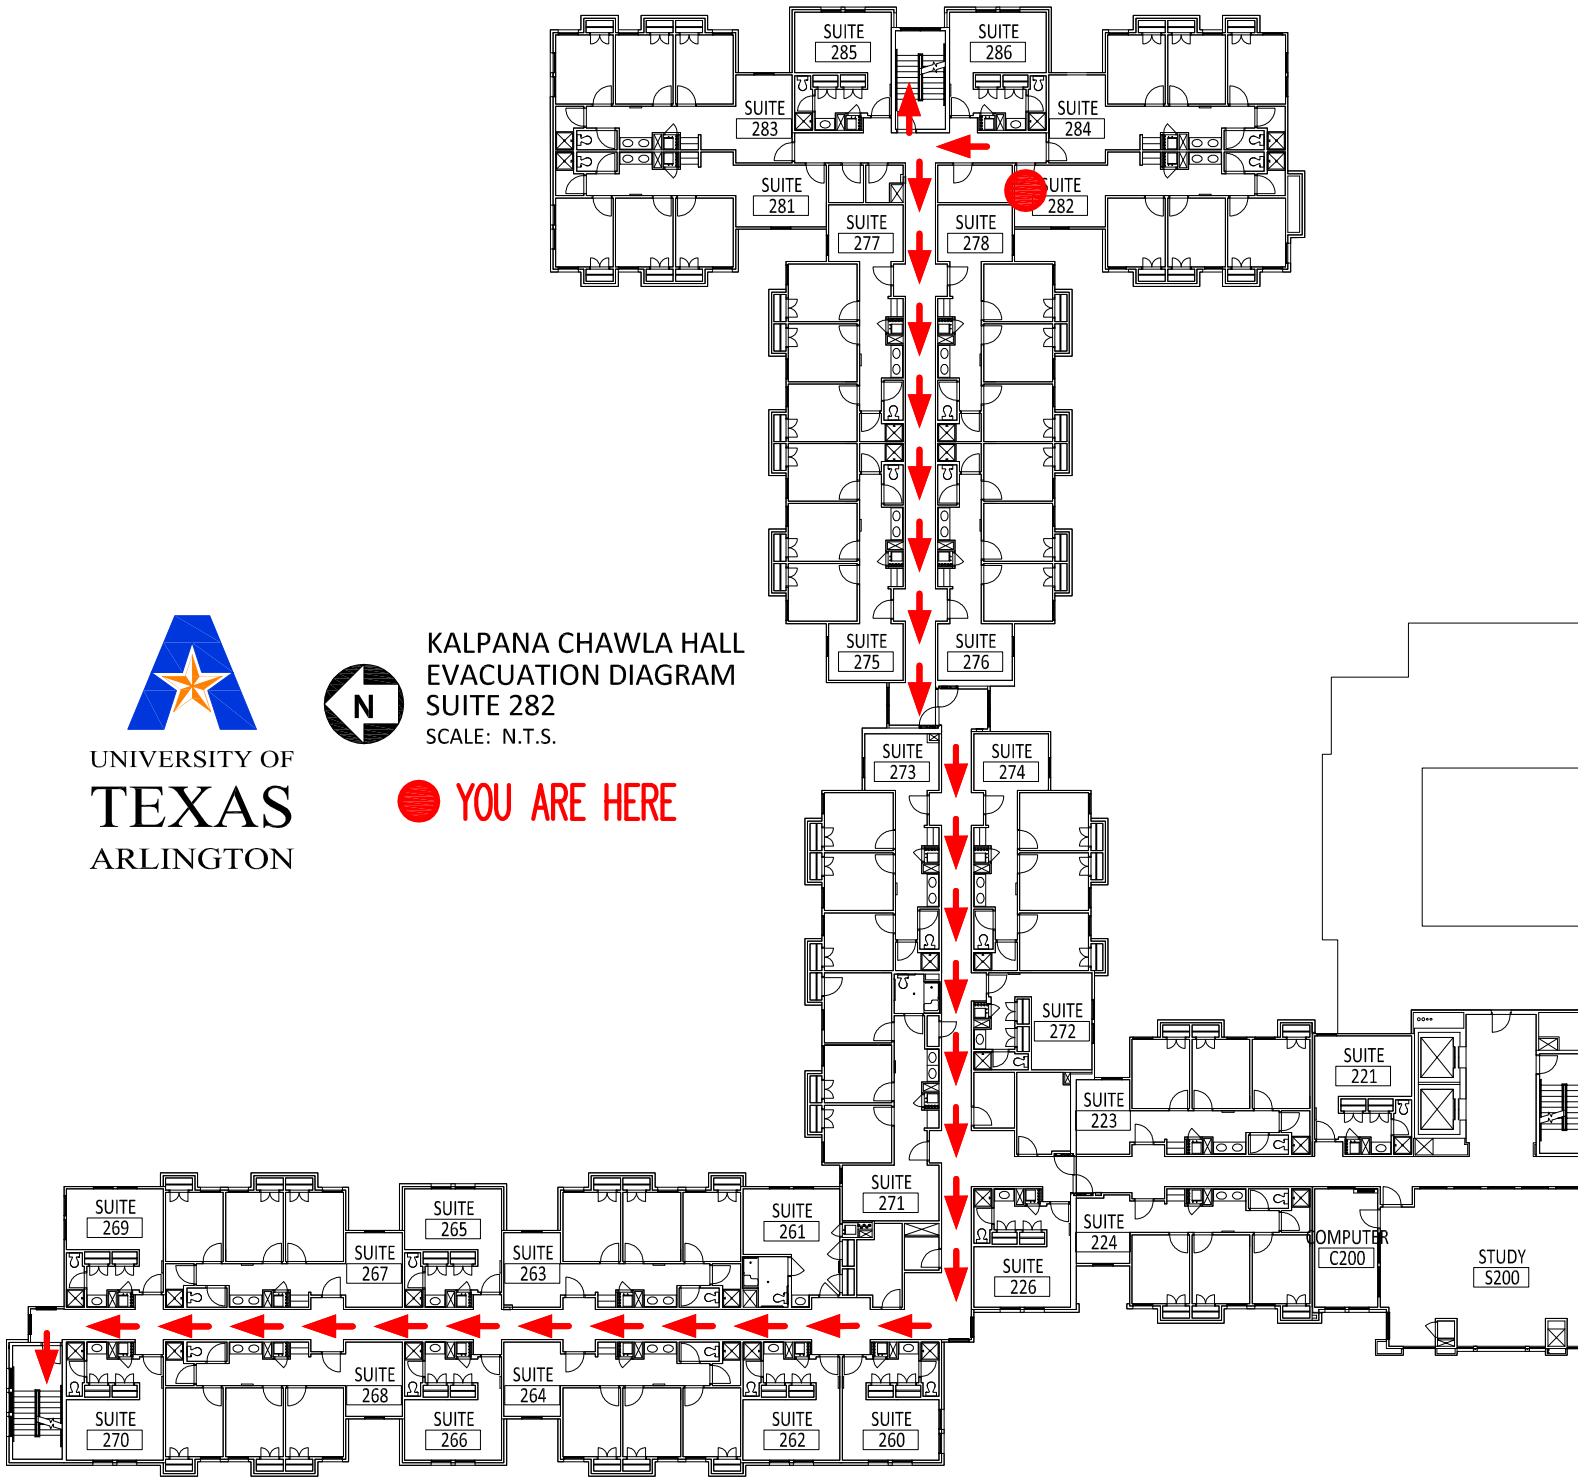 SUITE
285
SUITE
286
SUITE
283
SUITE
284
SUITE
281
SUITE
282
SUITE
277
SUITE
278
SUITE
275
SUITE
276
KALPANA CHAWLA HALL
EVACUATION DIAGRAM
SUITE 282
SCALE: N.T.S.
N
YOU ARE HERE
UNIVERSITY OF
TEXAS
ARLINGTON
SUITE
273
SUITE
274
SUITE
272
SUITE
221
SUITE
223
SUITE
271
SUITE
269
SUITE
265
SUITE
261
SUITE
224
SUITE
267
SUITE
263
SUITE
226
COMPUTER
C200
STUDY
S200
SUITE
268
SUITE
264
SUITE
270
SUITE
266
SUITE
262
SUITE
260